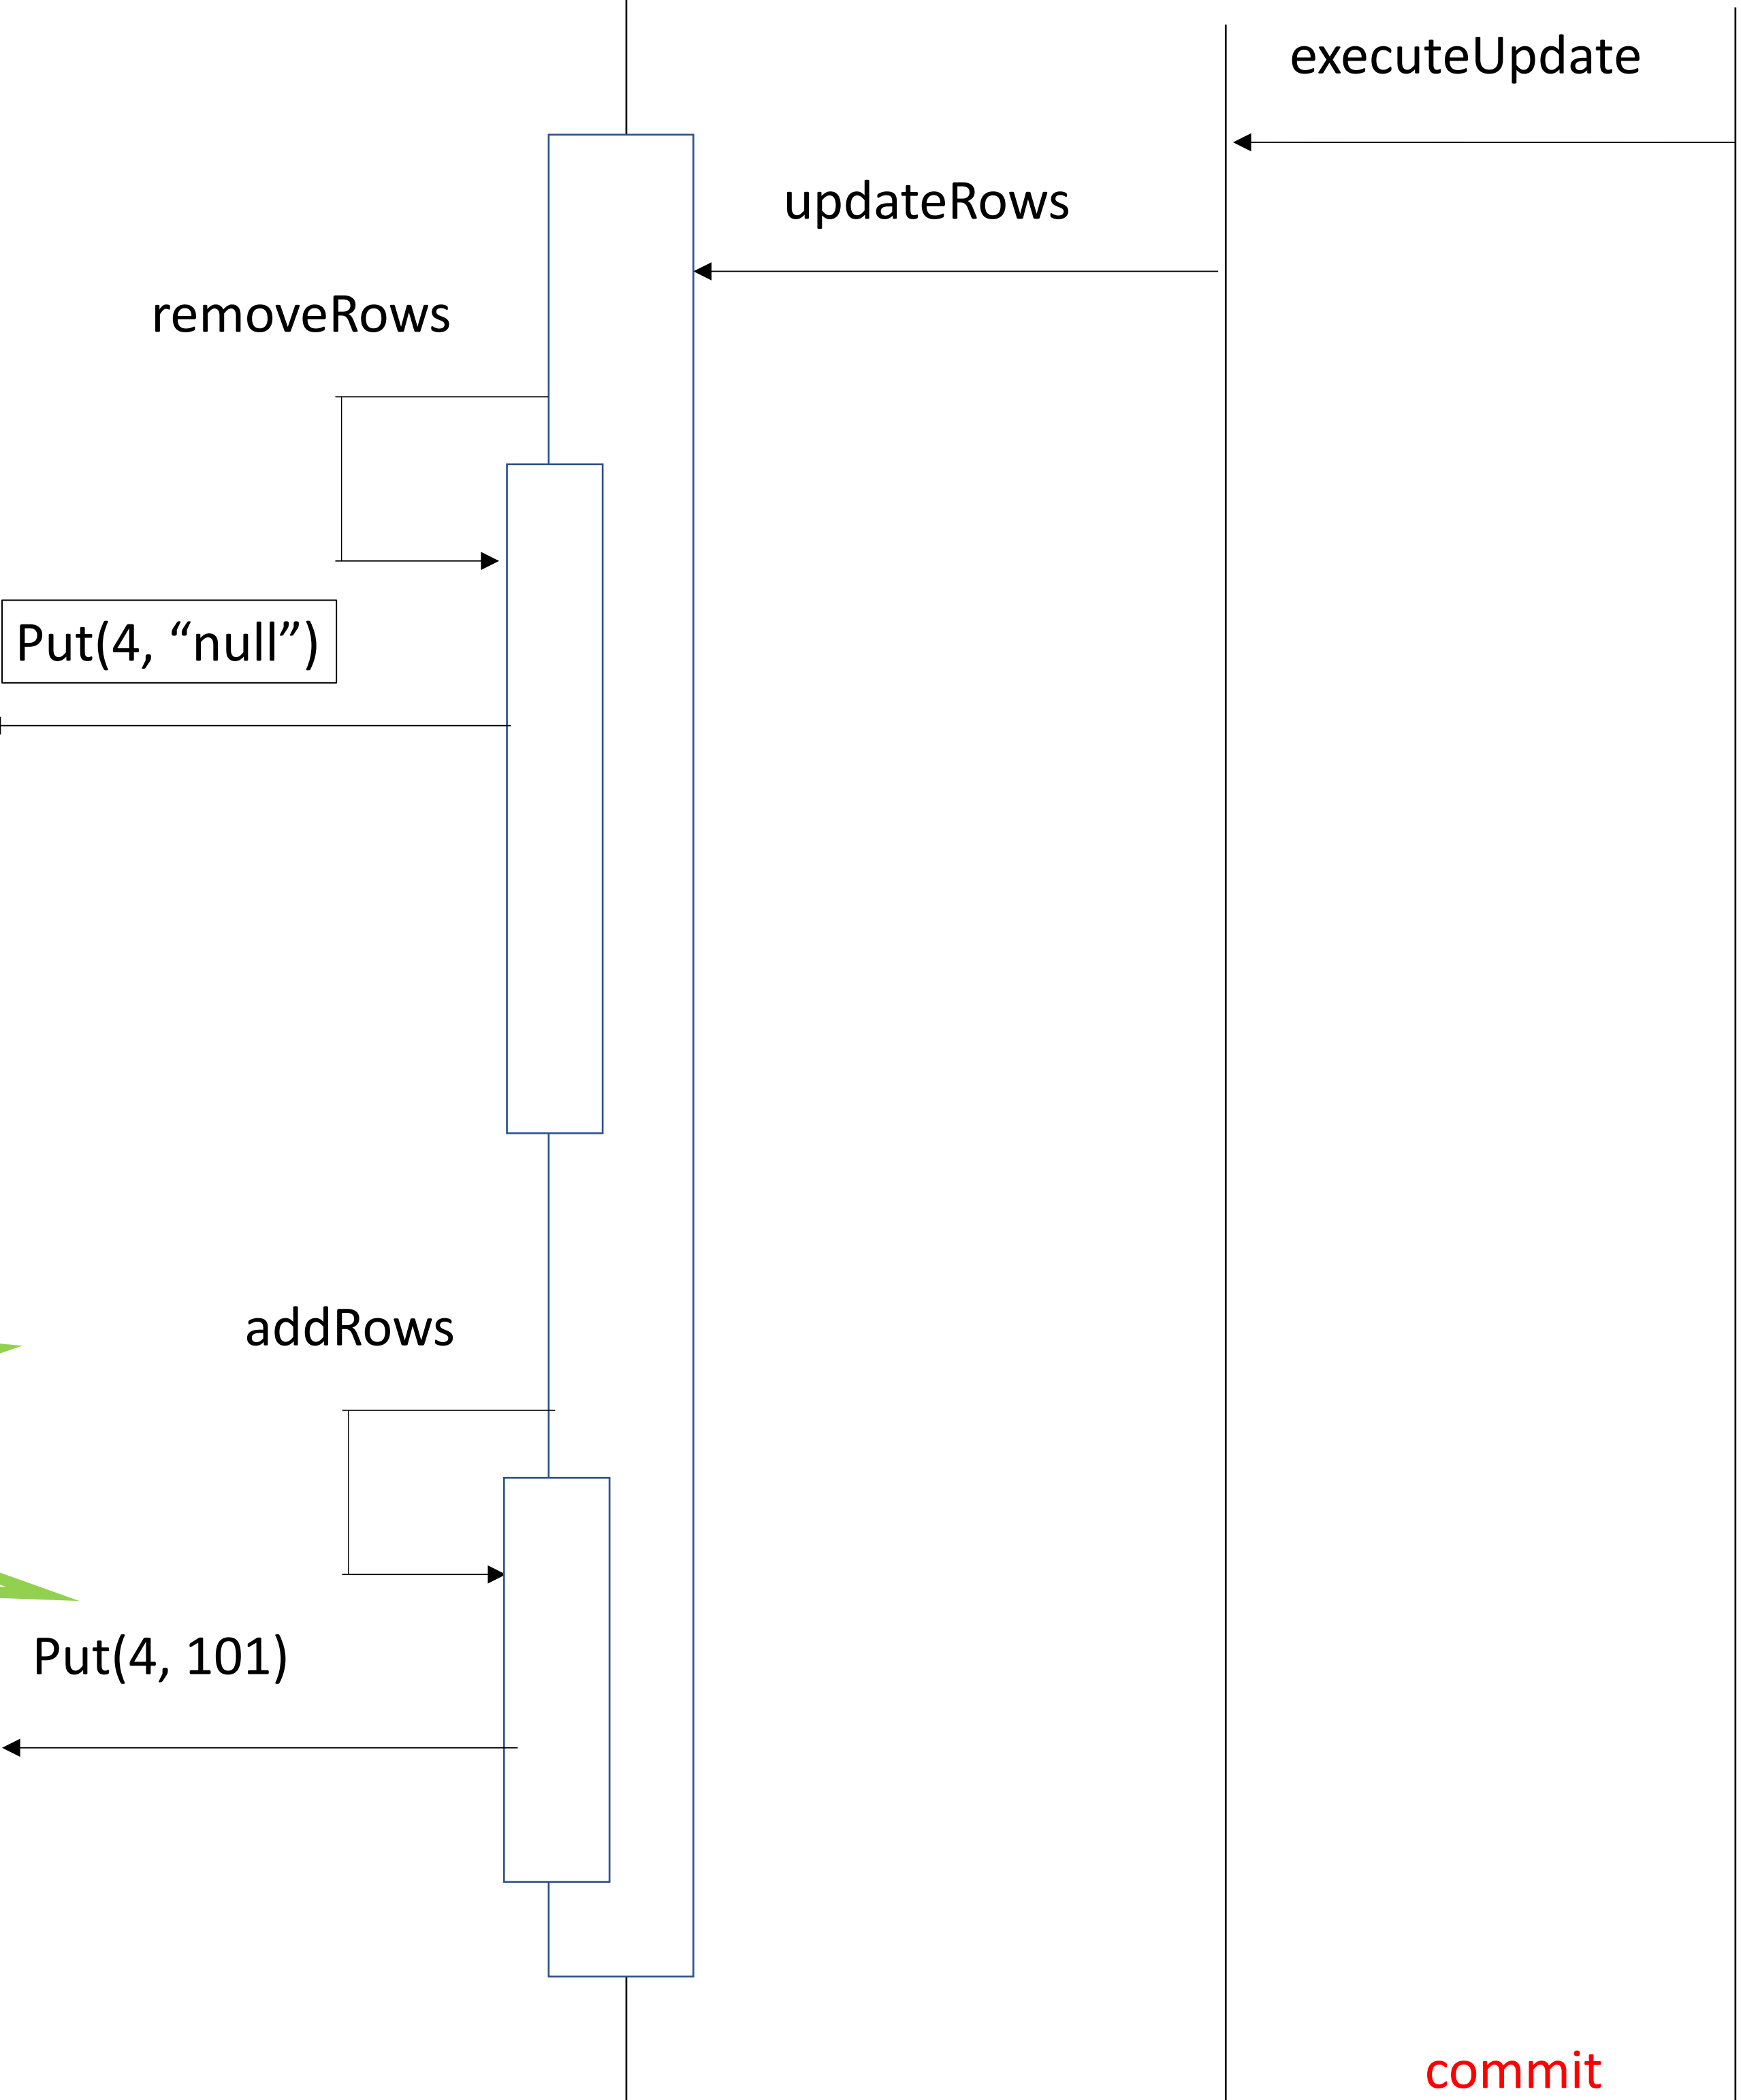 executeUpdate
updateRows
removeRows
Put(4, “null”)
addRows
Put(4, 101)
commit